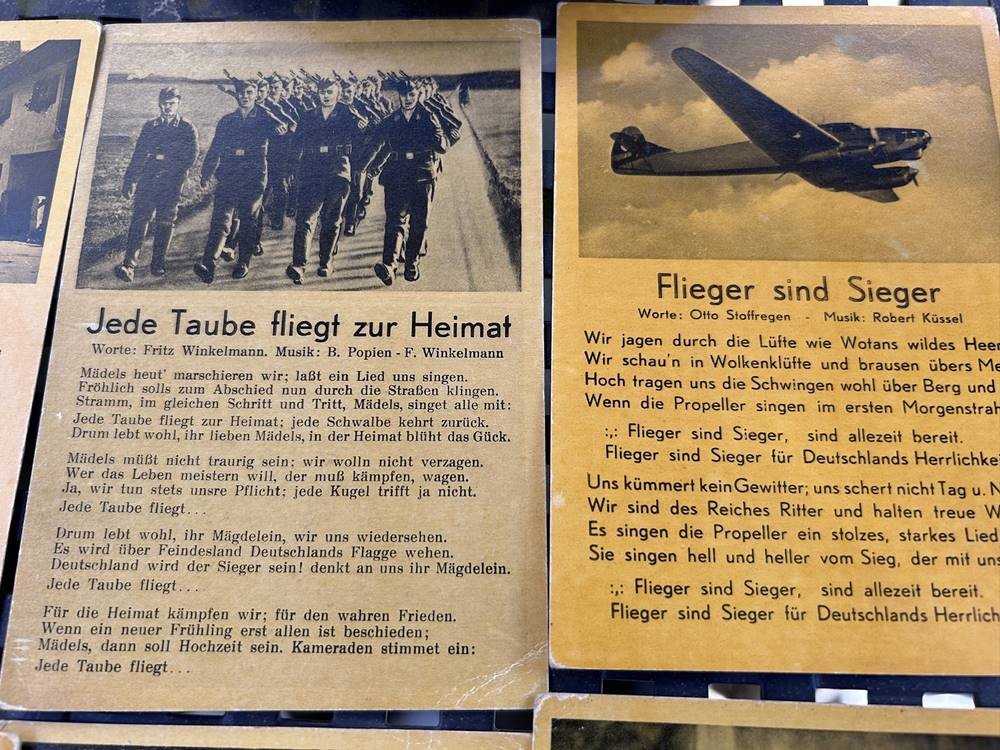 Jede Taube fliegt zur Heimat
Worte: Fritz Winkelmann. Musik: B. Popien - F. Winkelmann
Mädels heut' marschieren wir; laßt ein Lied uns singen.
Fröhlich solls zum Abschied nun durch die Straßen klingen.
Stramm, im gleichen Schritt und Tritt, Mädels, singet alle mit:
Jede Taube fliegt zur Heimat; jede Schwalbe kehrt zurück.
Drum lebt wohl, ihr lieben Mädels, in der Heimat blüht das Gück.
Mädels müßt nicht traurig sein; wir wolln nicht verzagen.
Wer das Leben meistern will, der muß kämpfen, wagen.
Ja, wir tun stets unsre Pflicht; jede Kugel trifft ja nicht.
Jede Taube fliegt...
Drum lebt wohl, ihr Mägdelein, wir uns wiedersehen.
Es wird über Feindesland Deutschlands Flagge wehen.
Deutschland wird der Sieger sein! denkt an uns ihr Mägdelein.
Jede Taube fliegt...
Für die Heimat kämpfen wir; für den wahren Frieden.
Wenn ein neuer Frühling erst allen ist beschieden;
Mädels, dann soll Hochzeit sein. Kameraden stimmet ein:
Jede Taube fliegt...
Flieger sind Sieger
Worte: Otto Stoffregen - Musik: Robert Küssel
Wir jagen durch die Lüfte wie Wotans wildes Heer
Wir schau'n in Wolkenklüfte und brausen übers Me
Hoch tragen uns die Schwingen wohl über Berg und
Wenn die Propeller singen im ersten Morgenstrah
:,: Flieger sind Sieger, sind allezeit bereit.
Flieger sind Sieger für Deutschlands Herrlichke
Uns kümmert kein Gewitter; uns schert nicht Tag u. N
Wir sind des Reiches Ritter und halten treue W
Es singen die Propeller ein stolzes, starkes Lied
Sie singen hell und heller vom Sieg, der mit uns
:,: Flieger sind Sieger, sind allezeit bereit.
Flieger sind Sieger für Deutschlands Herrlich